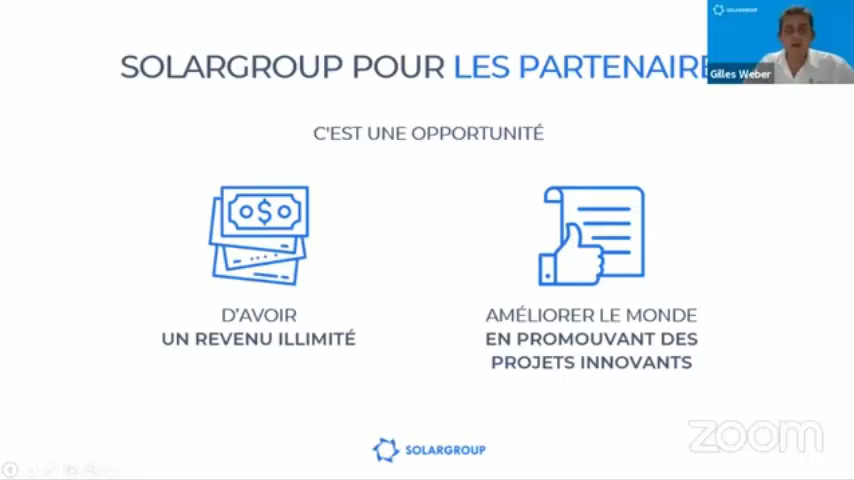 SOLARGROUP
Gilles Weber
SOLARGROUP POUR LES PARTENAIRE
C'EST UNE OPPORTUNITÉ
D'AVOIR
UN REVENU ILLIMITÉ
AMÉLIORER LE MONDE
EN PROMOUVANT DES
PROJETS INNOVANTS
SOLARGROUP
zoom